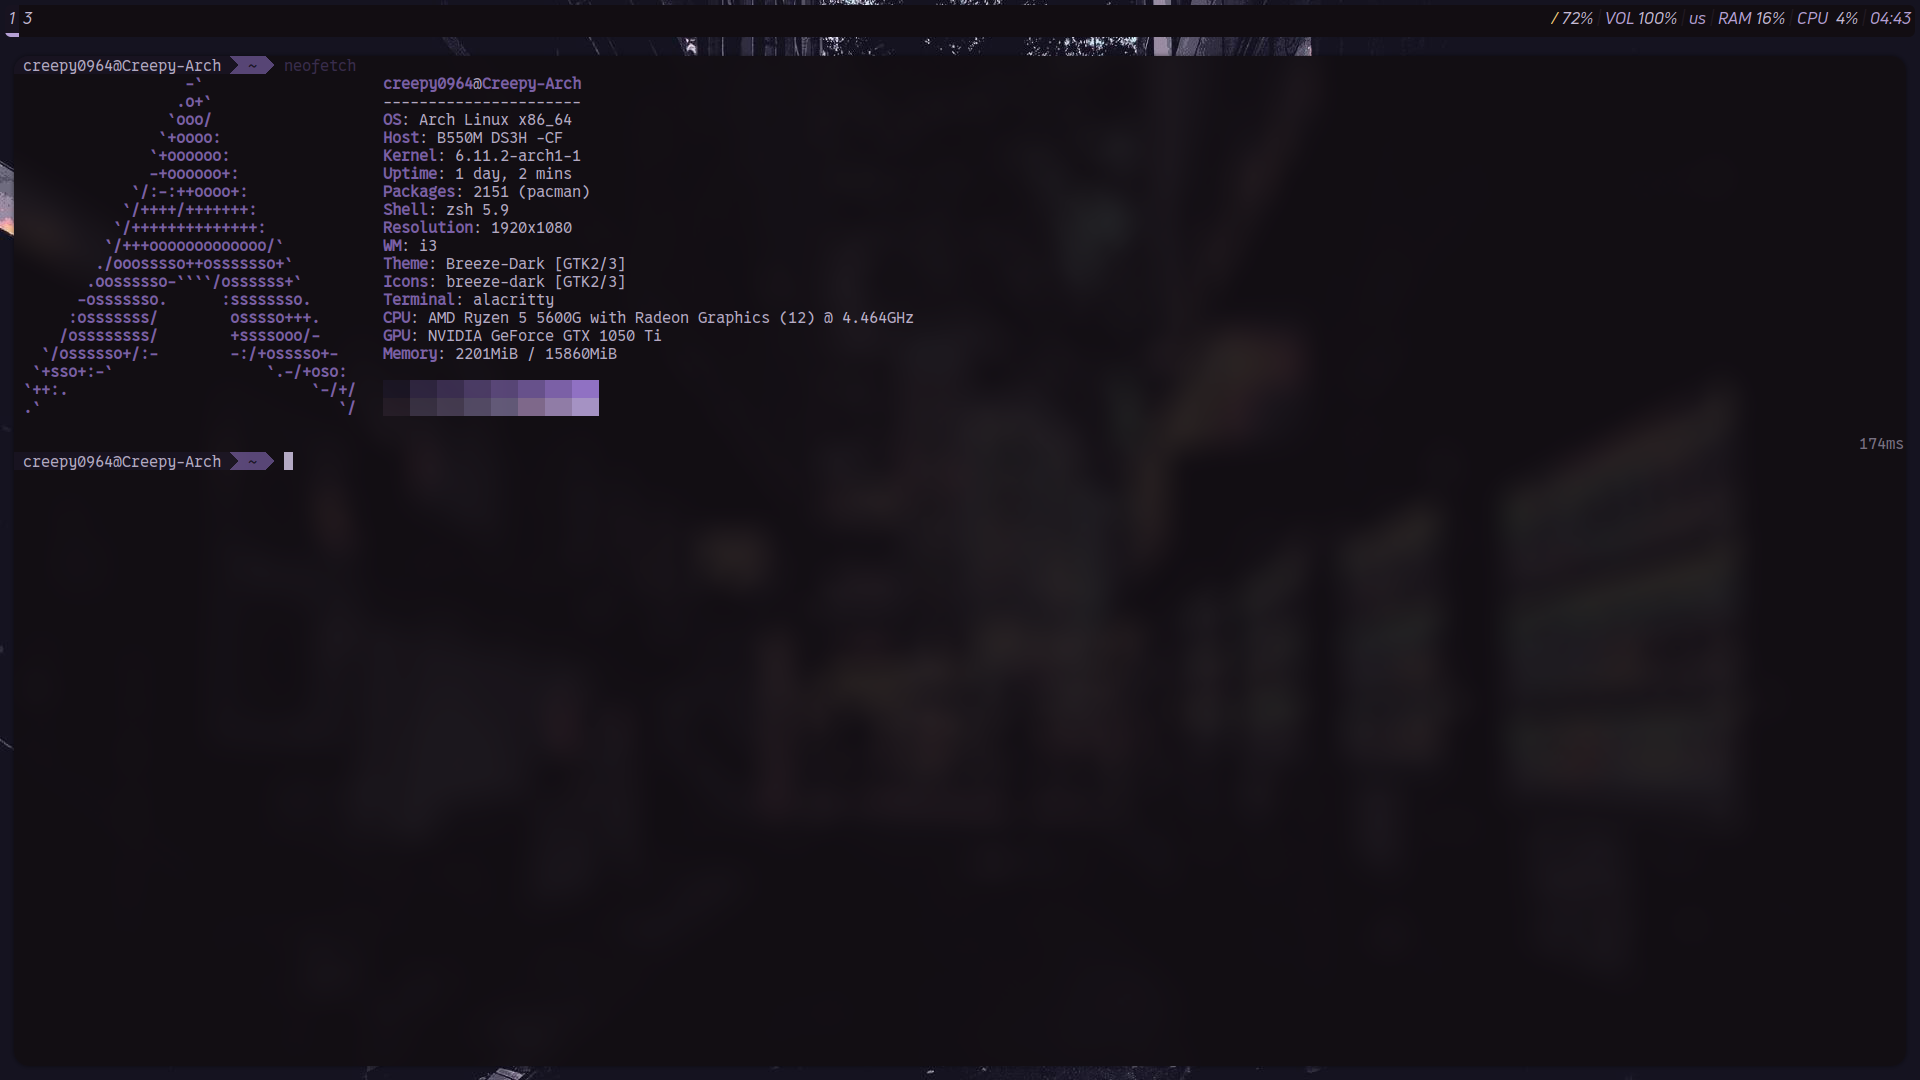 1 3 / 72% VOL 100% us RAM 16% CPU 4% 04:43
creepy0964@Creepy-Arch ~ neofetch
-` creepy0964@Creepy-Arch
.o+` ----------------------
`ooo/ OS: Arch Linux x86_64
`+oooo: Host: B550M DS3H -CF
`+oooooo: Kernel: 6.11.2-arch1-1
-+oooooo+: Uptime: 1 day, 2 mins
`/:-:++oooo+: Packages: 2151 (pacman)
`/++++/+++++++: Shell: zsh 5.9
`/++++++++++++++: Resolution: 1920x1080
`/+++ooooooooooooo/` WM: i3
./ooosssso++osssssso+` Theme: Breeze-Dark [GTK2/3]
.oossssso-````/ossssss+` Icons: breeze-dark [GTK2/3]
-osssssso. :ssssssso. Terminal: alacritty
:osssssss/ osssso+++. CPU: AMD Ryzen 5 5600G with Radeon Graphics (12) @ 4.464GHz
/ossssssss/ +ssssooo/- GPU: NVIDIA GeForce GTX 1050 Ti
`/ossssso+/:- -:/+osssso+- Memory: 2201MiB / 15860MiB
`+sso+:-` `.-/+oso:
`++:. `-/+/
.` `/
174ms
creepy0964@Creepy-Arch ~